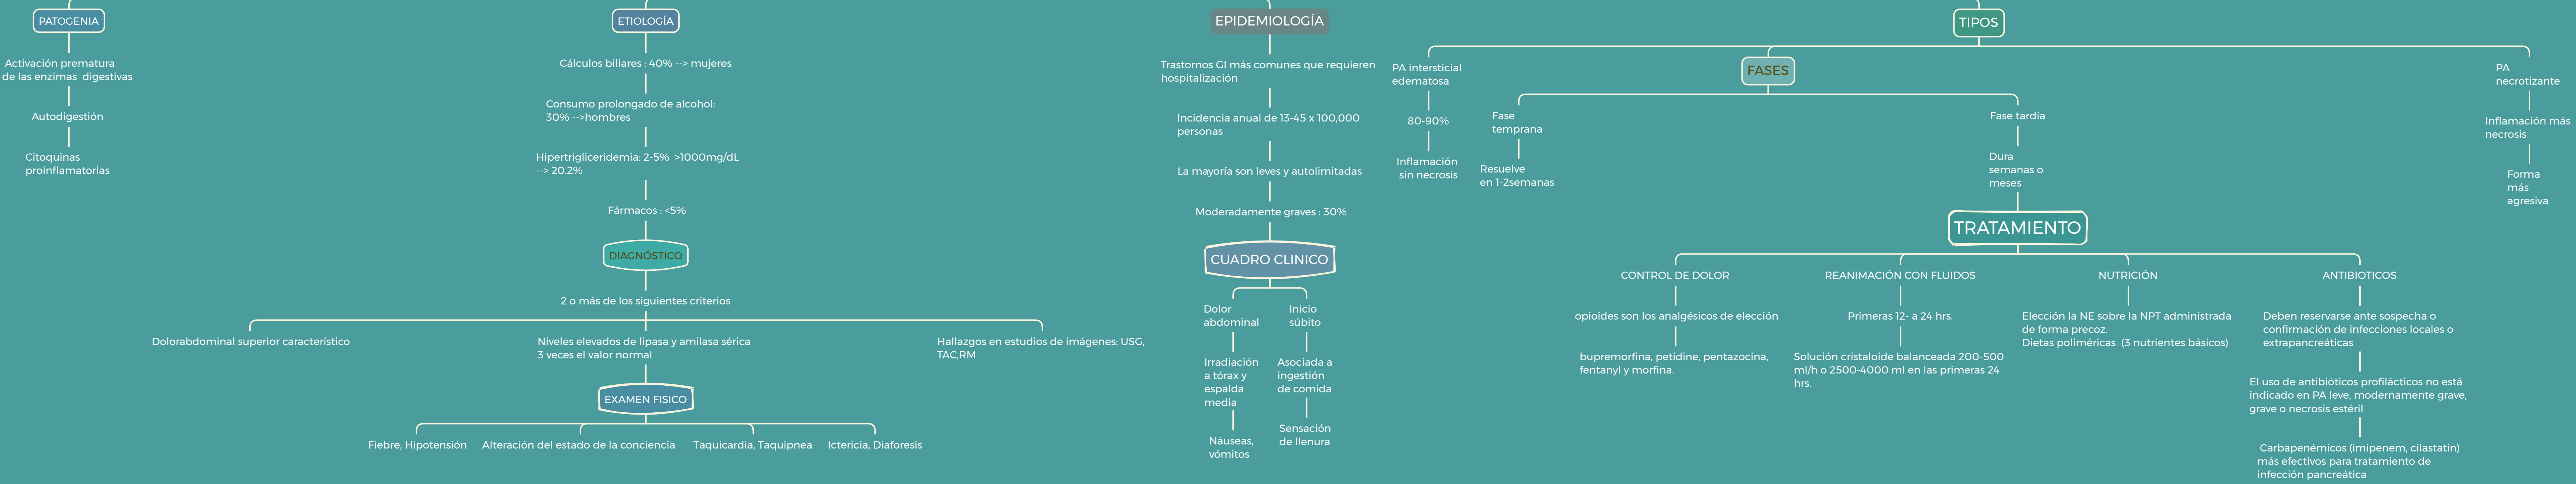 PATOGENIA
Activación prematura
de las enzimas digestivas
Autodigestión
Citoquinas
proinflamatorias
ETIOLOGÍA
Cálculos biliares : 40% --> mujeres
Consumo prolongado de alcohol:
30% -->hombres
Hipertrigliceridemia: 2-5% >1000mg/dL
--> 20.2%
Fármacos : <5%
DIAGNÓSTICO
2 o más de los siguientes criterios
Dolorabdominal superior característico
Niveles elevados de lipasa y amilasa sérica
3 veces el valor normal
Hallazgos en estudios de imágenes: USG,
TAC,RM
EXAMEN FISICO
Fiebre, Hipotensión
Alteración del estado de la conciencia
Taquicardia, Taquipnea
Ictericia, Diaforesis
EPIDEMIOLOGÍA
Trastornos GI más comunes que requieren
hospitalización
Incidencia anual de 13-45 x 100,000
personas
La mayoría son leves y autolimitadas
Moderadamente graves : 30%
CUADRO CLINICO
Dolor
abdominal
Irradiación
a tórax y
espalda
media
Náuseas,
vómitos
Inicio
súbito
Asociada a
ingestión
de comida
Sensación
de llenura
TIPOS
PA intersticial
edematosa
80-90%
Inflamación
sin necrosis
FASES
Fase
temprana
Resuelve
en 1-2semanas
Fase tardía
Dura
semanas o
meses
TRATAMIENTO
CONTROL DE DOLOR
opioides son los analgésicos de elección
bupremorfina, petidine, pentazocina,
fentanyl y morfina.
REANIMACIÓN CON FLUIDOS
Primeras 12- a 24 hrs.
Solución cristaloide balanceada 200-500
ml/h o 2500-4000 ml en las primeras 24
hrs.
NUTRICIÓN
Elección la NE sobre la NPT administrada
de forma precoz.
Dietas poliméricas (3 nutrientes básicos)
ANTIBIOTICOS
Deben reservarse ante sospecha o
confirmación de infecciones locales o
extrapancreáticas
El uso de antibióticos profilácticos no está
indicado en PA leve, modernamente grave,
grave o necrosis estéril
Carbapenémicos (imipenem, cilastatin)
más efectivos para tratamiento de
infección pancreática
PA
necrotizante
Inflamación más
necrosis
Forma
más
agresiva